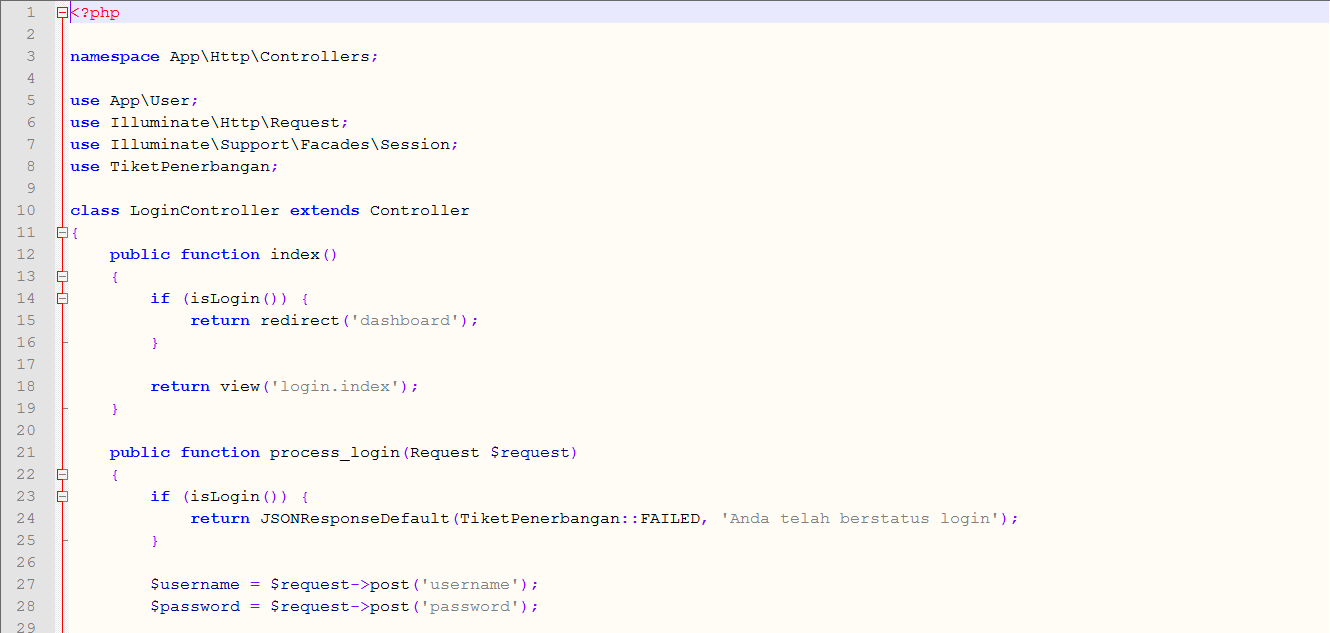 1 <?php
2
3 namespace App\Http\Controllers;
4
5 use App\User;
6 use Illuminate\Http\Request;
7 use Illuminate\Support\Facades\Session;
8 use TiketPenerbangan;
9
10 class LoginController extends Controller
11 {
12     public function index()
13     {
14         if (isLogin()) {
15             return redirect('dashboard');
16         }
17
18         return view('login.index');
19     }
20
21     public function process_login(Request $request)
22     {
23         if (isLogin()) {
24             return JSONResponseDefault(TiketPenerbangan::FAILED, 'Anda telah berstatus login');
25         }
26
27         $username = $request->post('username');
28         $password = $request->post('password');
29